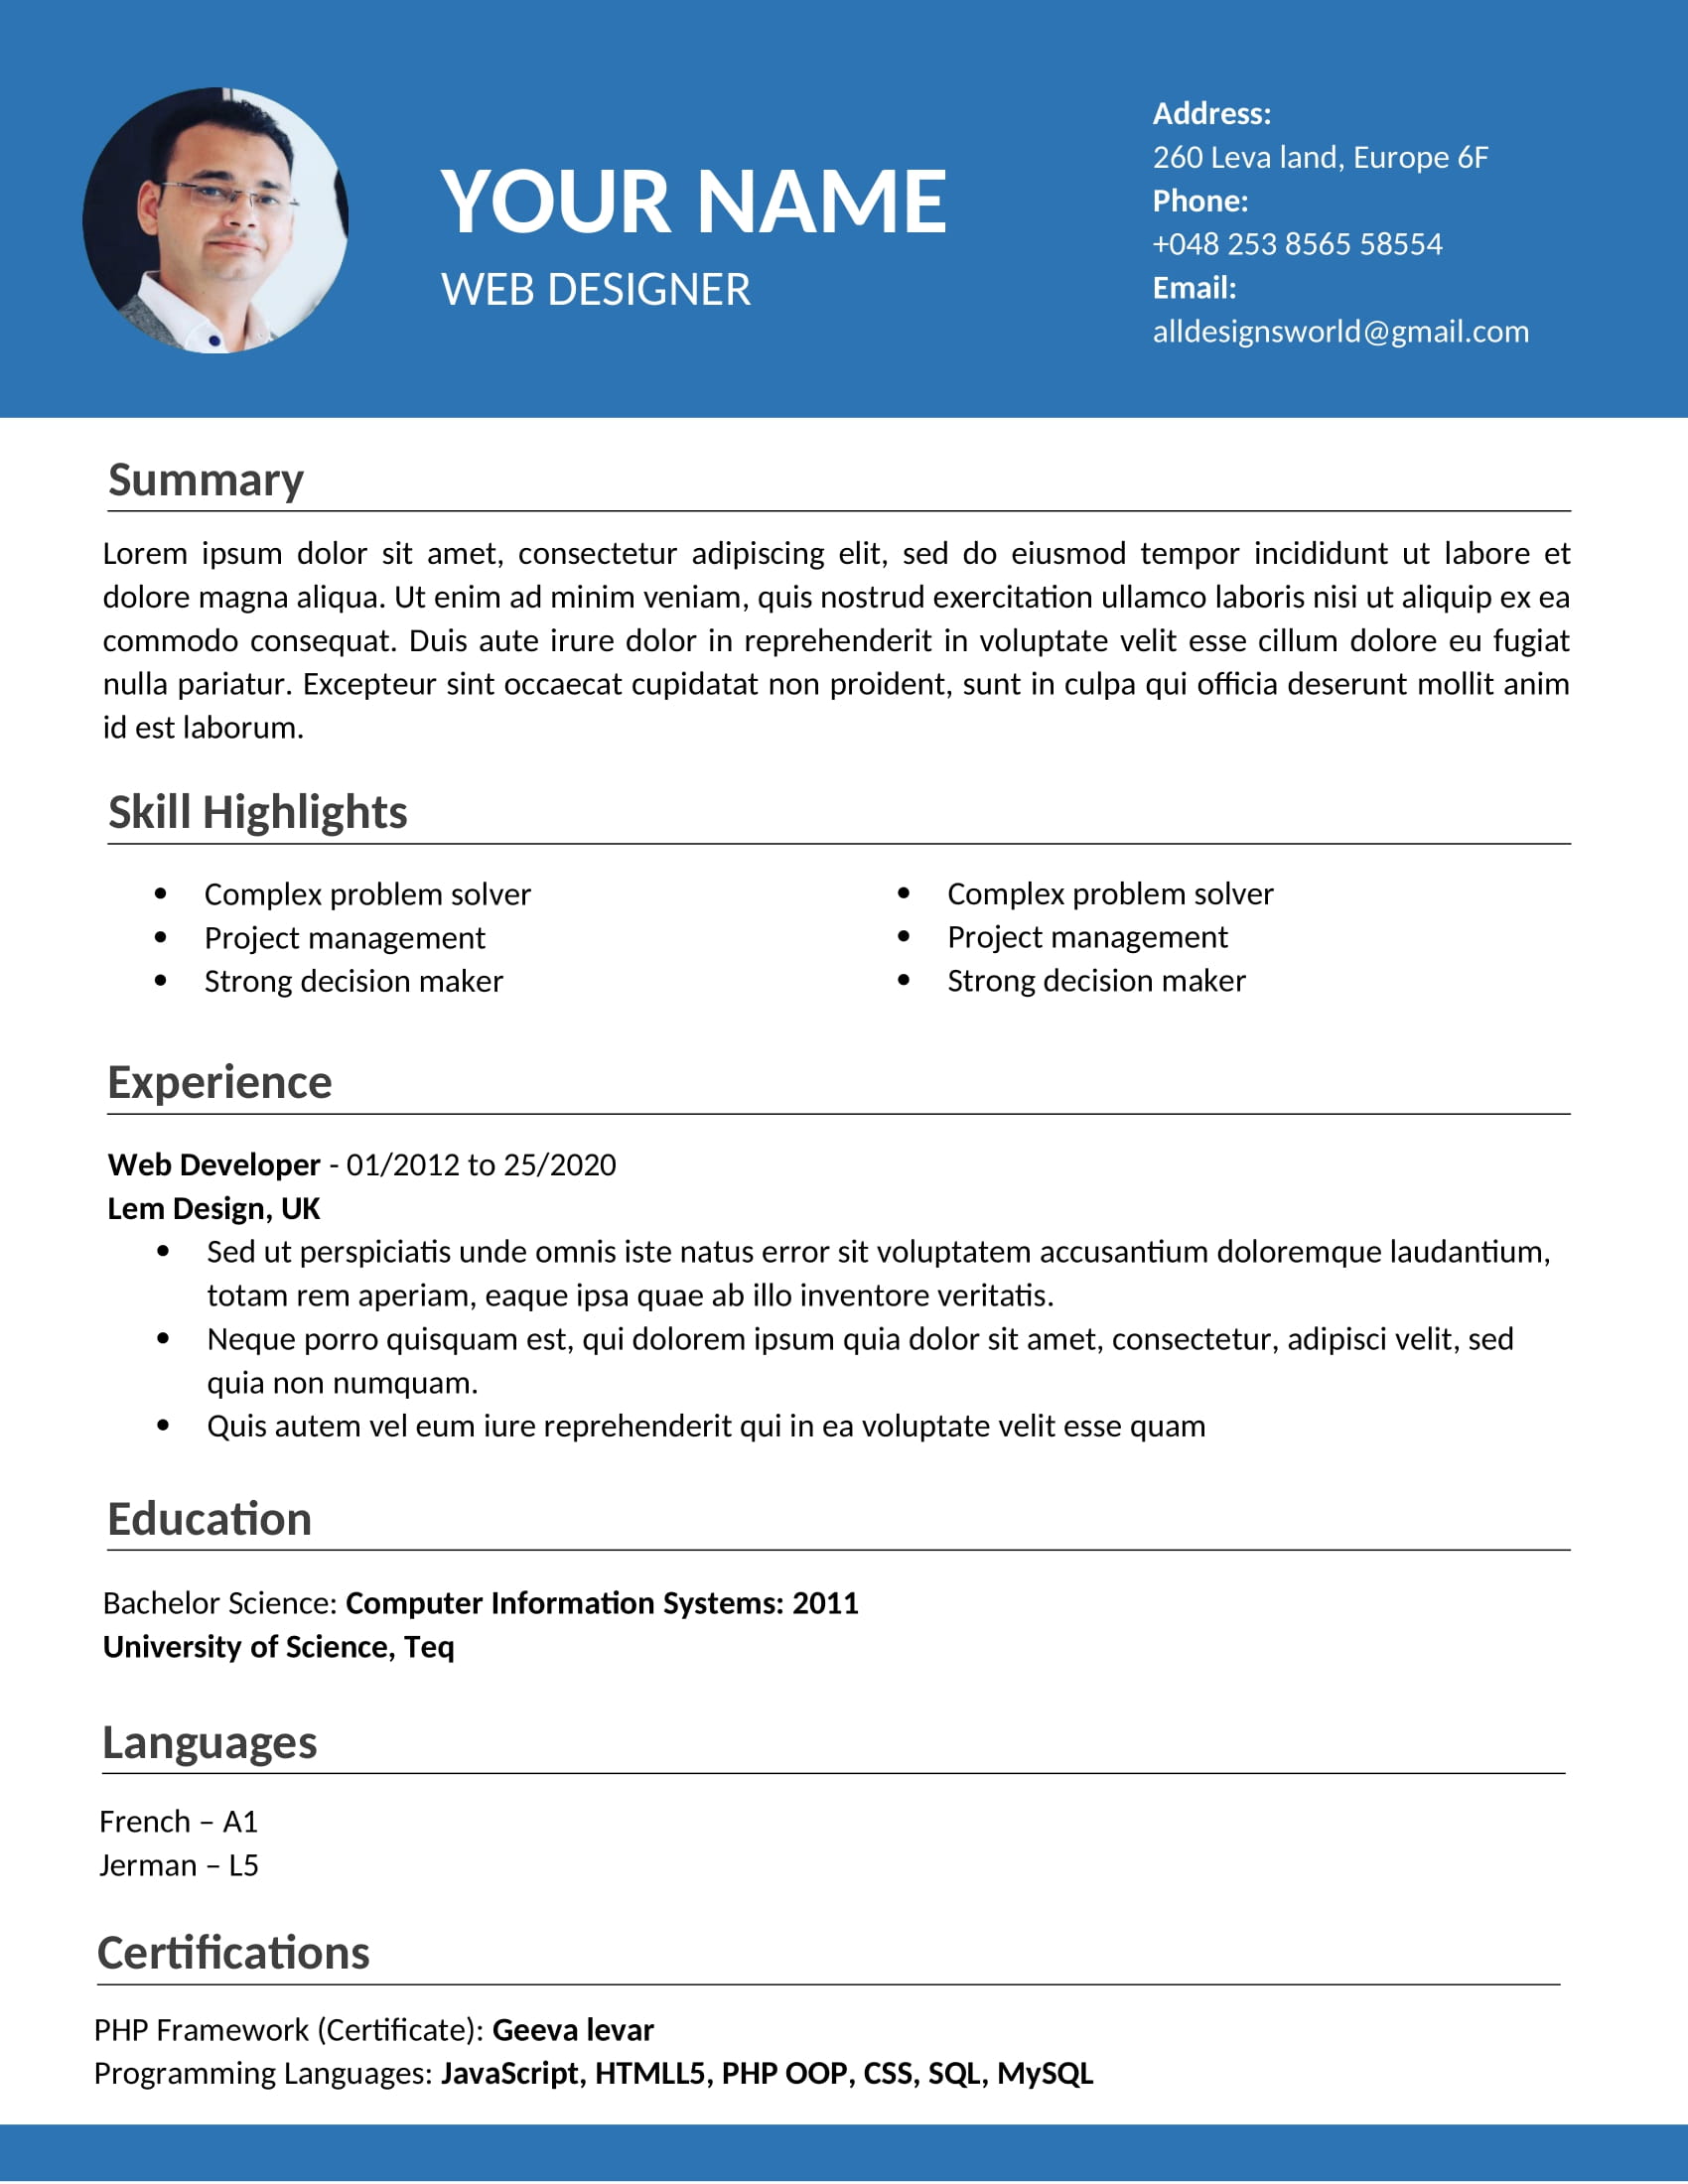 YOUR NAME
WEB DESIGNER
Address:
260 Leva land, Europe 6F
Phone:
+048 253 8565 58554
Email:
alldesignsworld@gmail.com
Summary
Lorem ipsum dolor sit amet, consectetur adipiscing elit, sed do eiusmod tempor incididunt ut labore et
dolore magna aliqua. Ut enim ad minim veniam, quis nostrud exercitation ullamco laboris nisi ut aliquip ex ea
commodo consequat. Duis aute irure dolor in reprehenderit in voluptate velit esse cillum dolore eu fugiat
nulla pariatur. Excepteur sint occaecat cupidatat non proident, sunt in culpa qui officia deserunt mollit anim
id est laborum.
Skill Highlights
• Complex problem solver
• Project management
• Strong decision maker
• Complex problem solver
• Project management
• Strong decision maker
Experience
Web Developer - 01/2012 to 25/2020
Lem Design, UK
• Sed ut perspiciatis unde omnis iste natus error sit voluptatem accusantium doloremque laudantium,
totam rem aperiam, eaque ipsa quae ab illo inventore veritatis.
• Neque porro quisquam est, qui dolorem ipsum quia dolor sit amet, consectetur, adipisci velit, sed
quia non numquam.
• Quis autem vel eum iure reprehenderit qui in ea voluptate velit esse quam
Education
Bachelor Science: Computer Information Systems: 2011
University of Science, Teq
Languages
French – A1
Jerman – L5
Certifications
PHP Framework (Certificate): Geeva levar
Programming Languages: JavaScript, HTMLL5, PHP OOP, CSS, SQL, MySQL